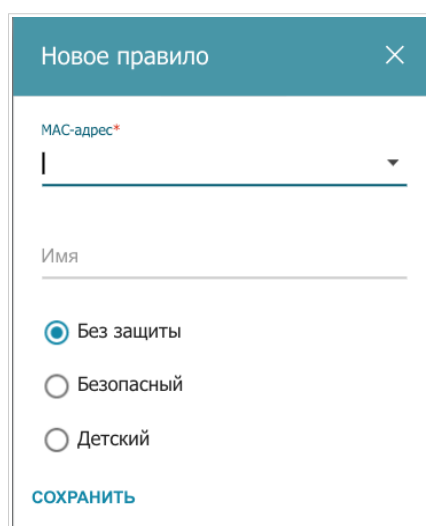 Новое правило
MAC-адрес*
Имя
Без защиты
Безопасный
Детский
СОХРАНИТЬ